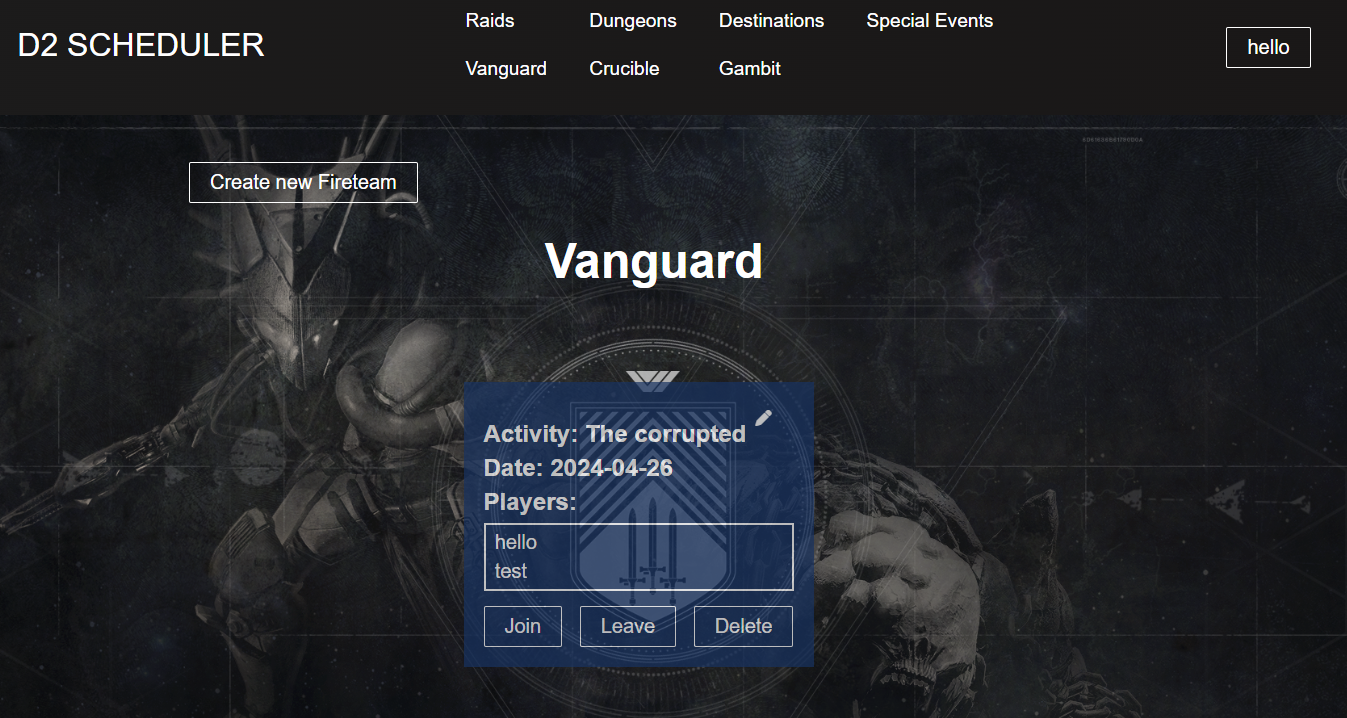 D2 SCHEDULER
Raids Dungeons Destinations Special Events
Vanguard Crucible Gambit
hello
Create new Fireteam
Vanguard
Activity: The corrupted
Date: 2024-04-26
Players:
hello
test
Join Leave Delete